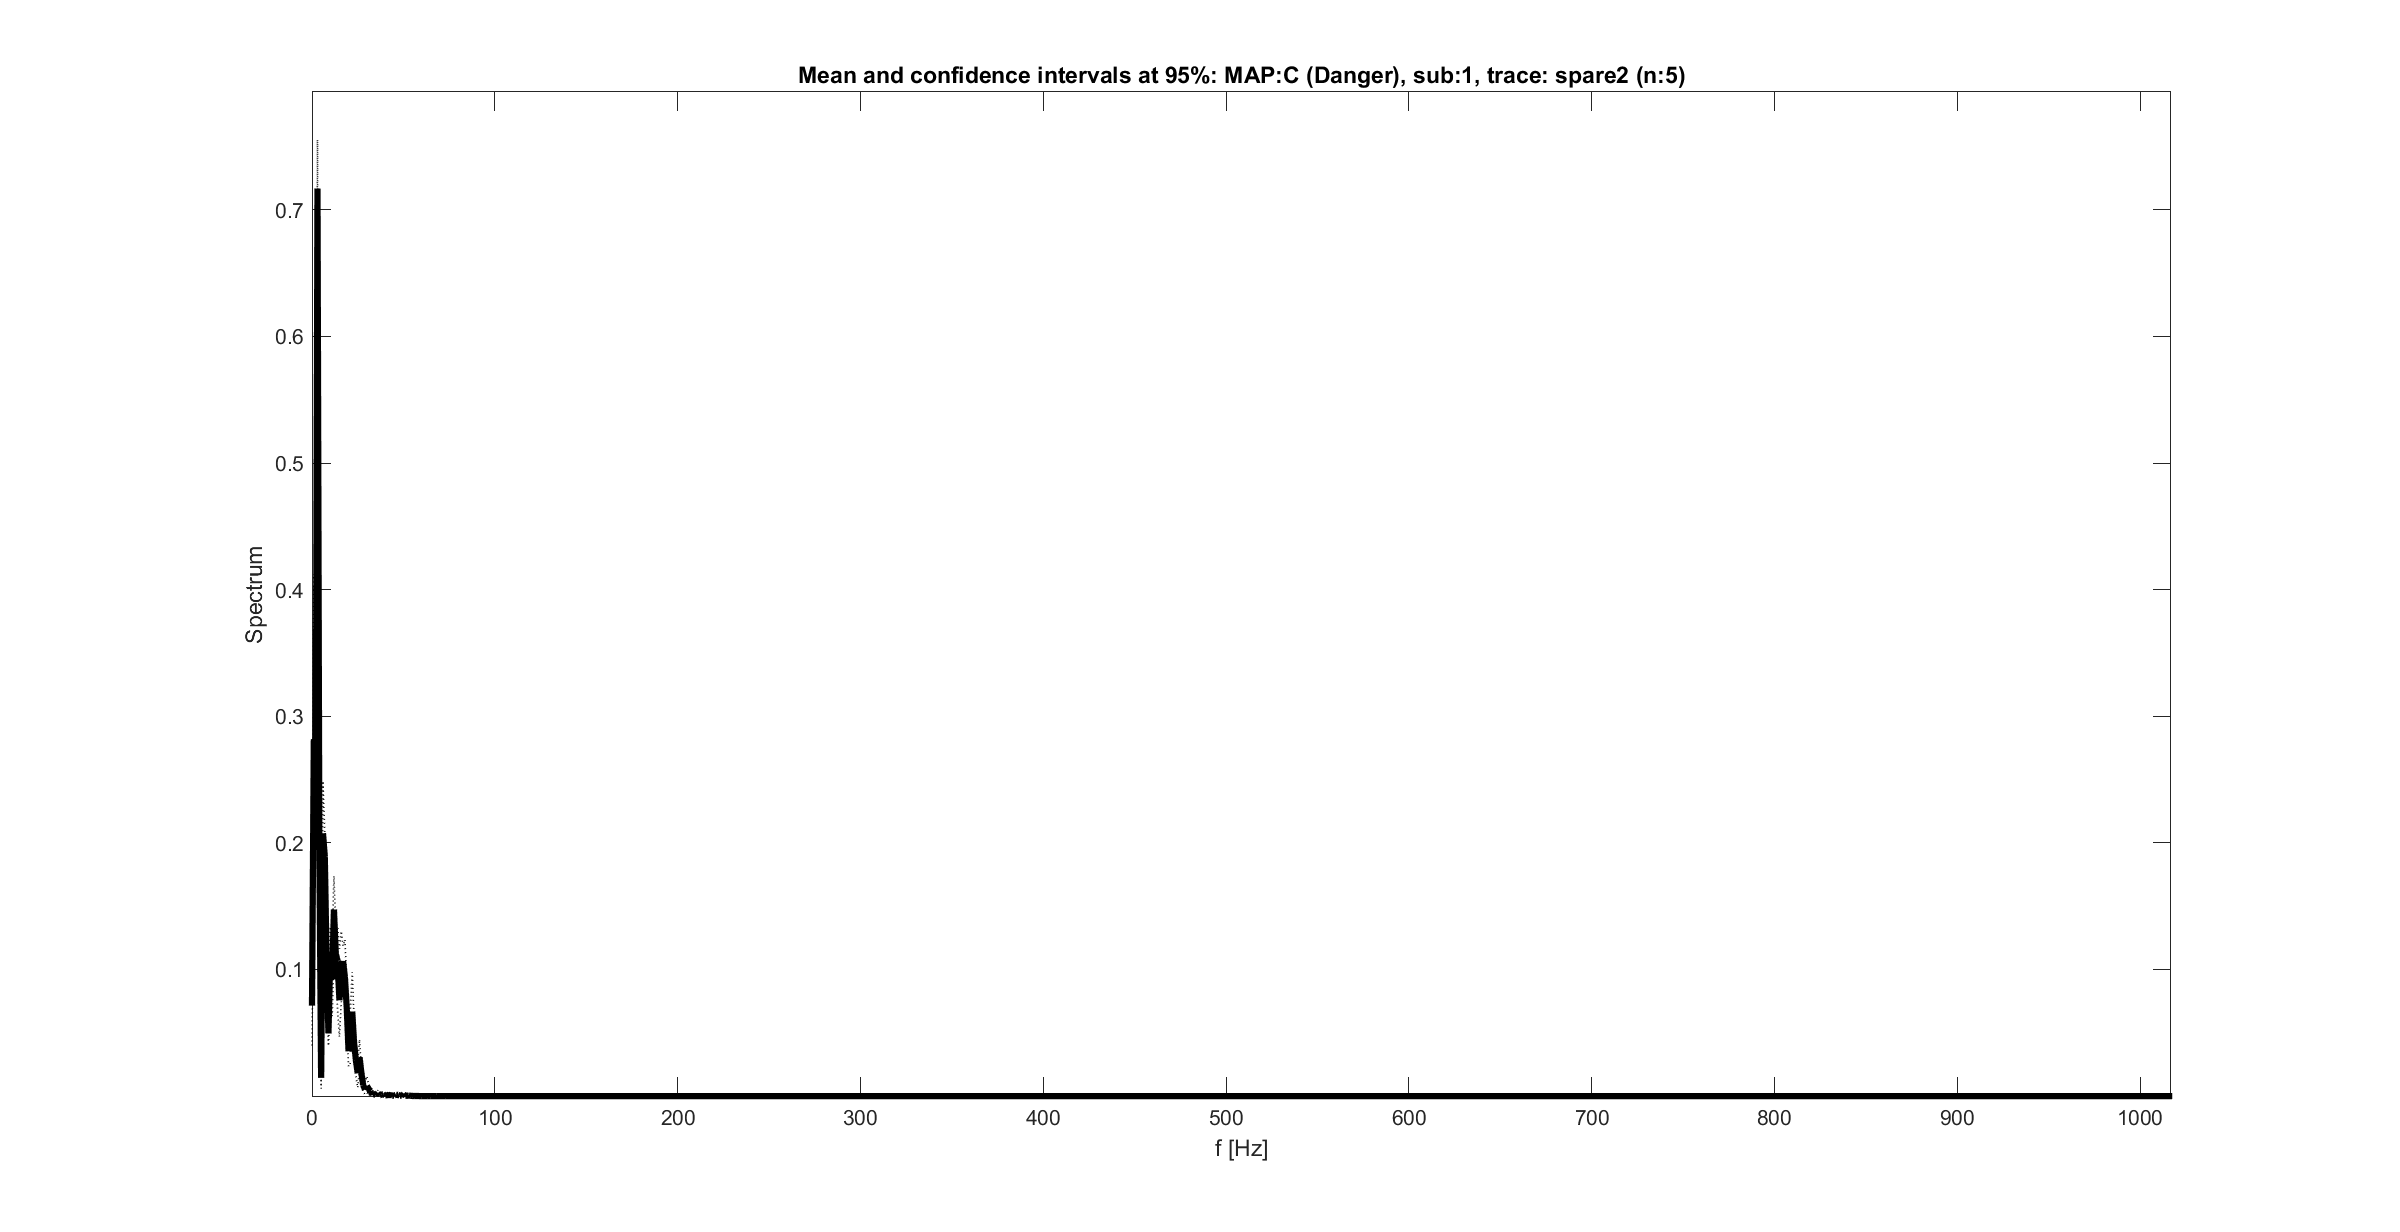 Mean and confidence intervals at 95%: MAP:C (Danger), sub:1, trace: spare2 (n:5)
Spectrum
0.7
0.6
0.5
0.4
0.3
0.2
0.1
0 100 200 300 400 500 600 700 800 900 1000
f [Hz]